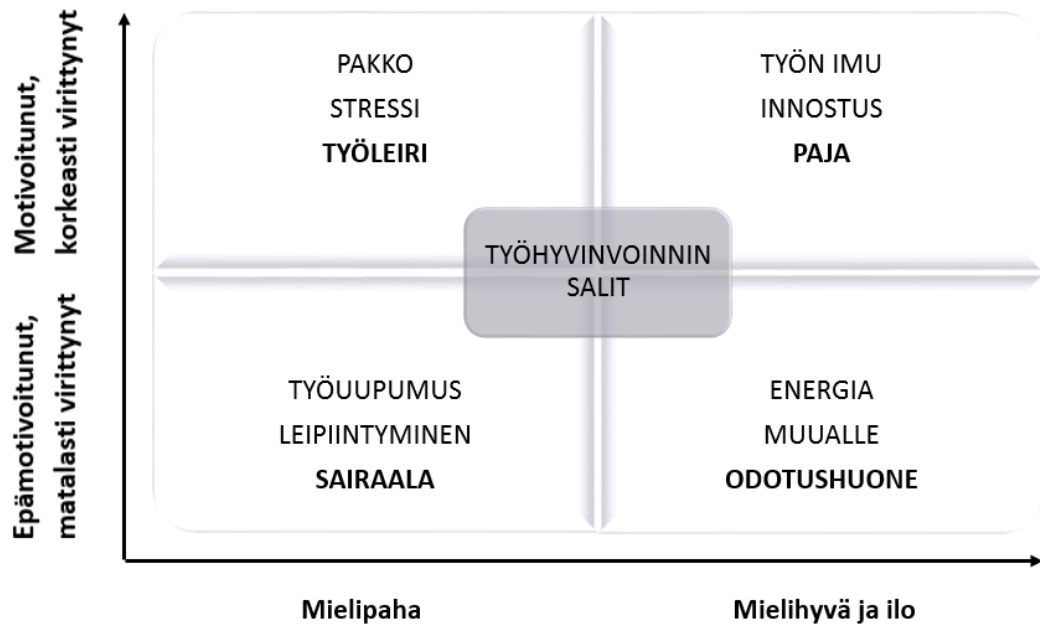 Motivoitunut,
korkeasti virittynyt
PAKKO
STRESSI
TYÖLEIRI
TYÖN IMU
INNOSTUS
PAJA
TYÖHYVINVOINNIN
SALIT
Epämotivoitunut,
matalasti virittynyt
TYÖUUPUMUS
LEIPIINTYMINEN
SAIRAALA
ENERGIA
MUUALLE
ODOTUSHUONE
Mielipaha
Mielihyvä ja ilo